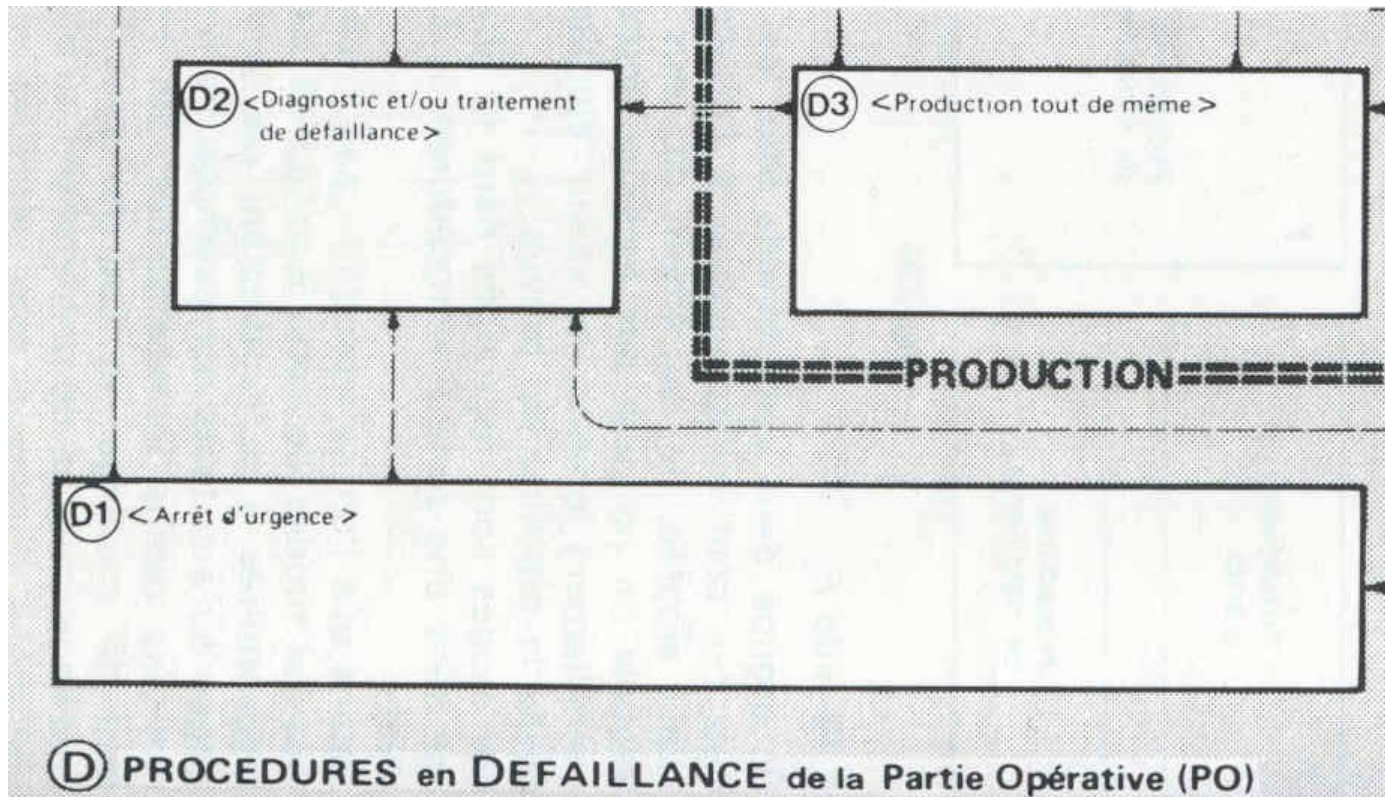 D2 <Diagnostic et/ou traitement
de défaillance>
D3 <Production tout de même>
PRODUCTION
D1 < Arrêt d'urgence >
D PROCEDURES en DEFAILLANCE de la Partie Opérative (PO)